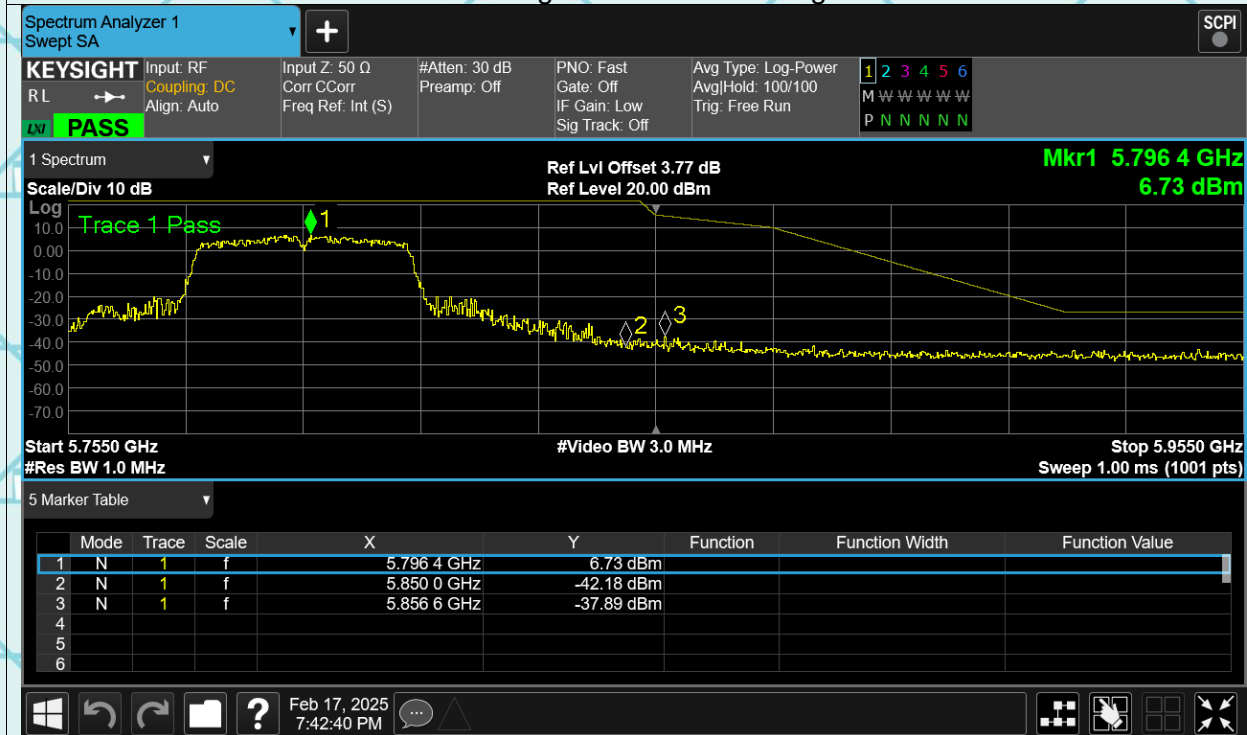 Spectrum Analyzer 1
Swept SA
+
SCPI
KEYSIGHT Input: RF Input Z: 50 Ω #Atten: 30 dB PNO: Fast Avg Type: Log-Power 1 2 3 4 5 6
RL Coupling: DC Corr CCorr Preamp: Off Gate: Off Avg|Hold: 100/100 M W W W W W
Align: Auto Freq Ref: Int (S) IF Gain: Low Trig: Free Run P N N N N N
LXI PASS Sig Track: Off
1 Spectrum Ref Lvl Offset 3.77 dB Mkr1 5.796 4 GHz
Scale/Div 10 dB Ref Level 20.00 dBm 6.73 dBm
Log
Trace 1 Pass
1
2
3
10.0
0.00
-10.0
-20.0
-30.0
-40.0
-50.0
-60.0
-70.0
Start 5.7550 GHz #Video BW 3.0 MHz Stop 5.9550 GHz
#Res BW 1.0 MHz Sweep 1.00 ms (1001 pts)
5 Marker Table
Mode Trace Scale X Y Function Function Width Function Value
1 N 1 f 5.796 4 GHz 6.73 dBm
2 N 1 f 5.850 0 GHz -42.18 dBm
3 N 1 f 5.856 6 GHz -37.89 dBm
4
5
6
? Feb 17, 2025
7:42:40 PM